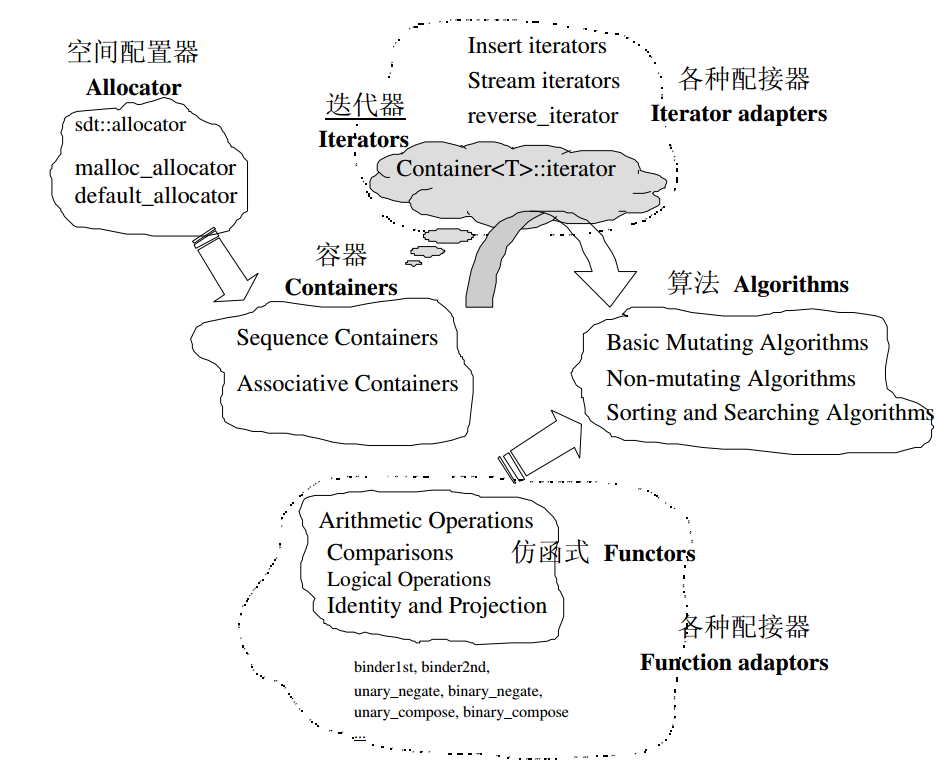 空间配置器
Allocator
sdt::allocator
malloc_allocator
default_allocator
迭代器
Iterators
Insert iterators
Stream iterators
reverse_iterator
各种配接器
Iterator adapters
Container<T>::iterator
容器
Containers
Sequence Containers
Associative Containers
算法 Algorithms
Basic Mutating Algorithms
Non-mutating Algorithms
Sorting and Searching Algorithms
Arithmetic Operations
Comparisons
Logical Operations
Identity and Projection
仿函式 Functors
各种配接器
Function adaptors
binder1st, binder2nd,
unary_negate, binary_negate,
unary_compose, binary_compose
...